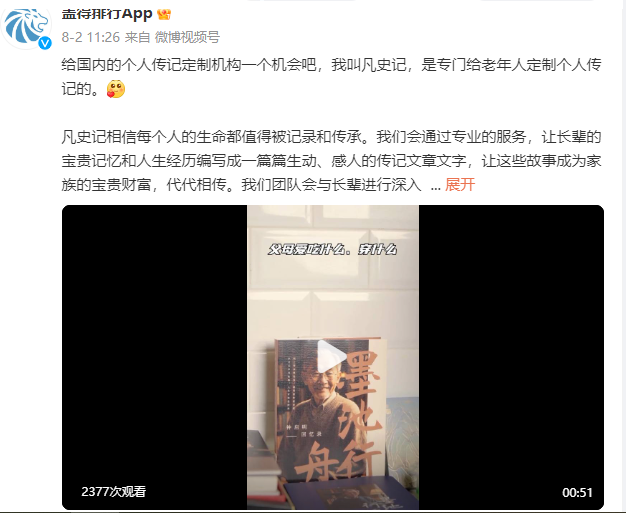 盖得排行App
8-2 11:26 来自 微博视频号
给国内的个人传记定制机构一个机会吧，我叫凡史记，是专门给老年人定制个人传
记的。
凡史记相信每个人的生命都值得被记录和传承。我们会通过专业的服务，让长辈的
宝贵记忆和人生经历编写成一篇篇生动、感人的传记文章文字，让这些故事成为家
族的宝贵财富，代代相传。我们团队会与长辈进行深入 ... 展开
父母爱吃什么。穿什么
墨池行舟
2377次观看
00:51